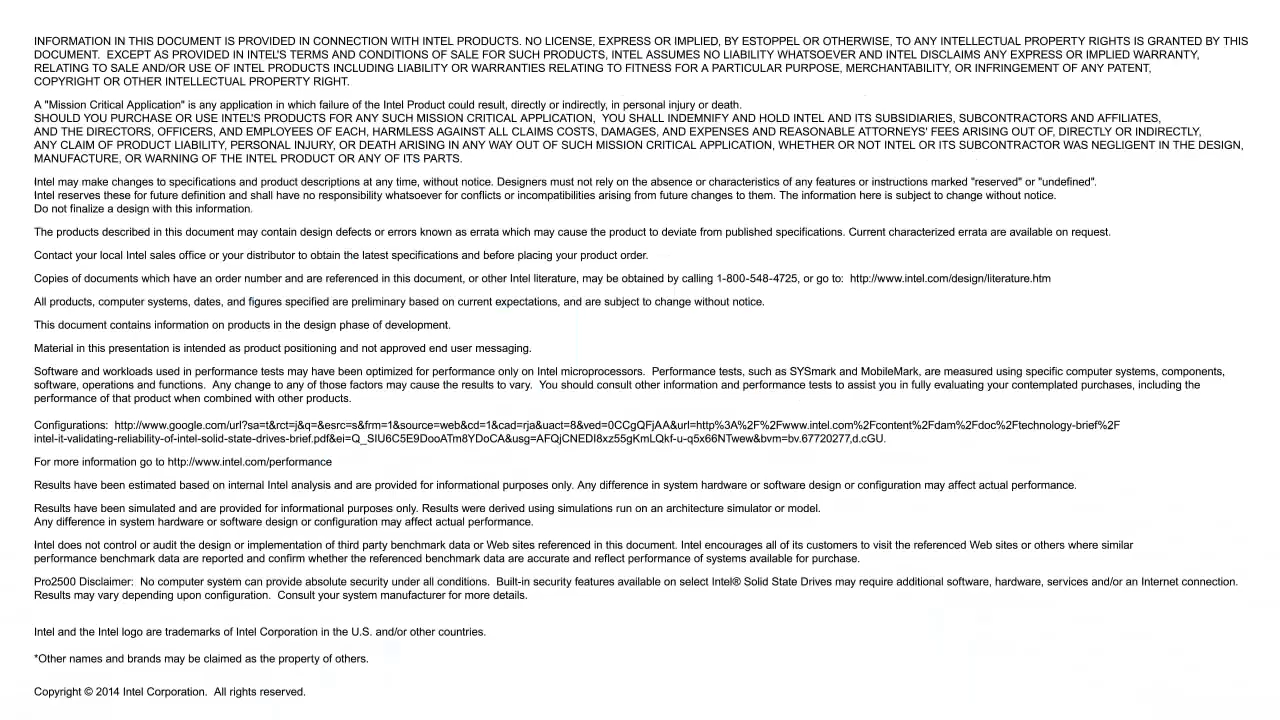 INFORMATION IN THIS DOCUMENT IS PROVIDED IN CONNECTION WITH INTEL PRODUCTS. NO LICENSE, EXPRESS OR IMPLIED, BY ESTOPPEL OR OTHERWISE, TO ANY INTELLECTUAL PROPERTY RIGHTS IS GRANTED BY THIS
DOCUMENT.  EXCEPT AS PROVIDED IN INTEL'S TERMS AND CONDITIONS OF SALE FOR SUCH PRODUCTS, INTEL ASSUMES NO LIABILITY WHATSOEVER AND INTEL DISCLAIMS ANY EXPRESS OR IMPLIED WARRANTY,
RELATING TO SALE AND/OR USE OF INTEL PRODUCTS INCLUDING LIABILITY OR WARRANTIES RELATING TO FITNESS FOR A PARTICULAR PURPOSE, MERCHANTABILITY, OR INFRINGEMENT OF ANY PATENT,
COPYRIGHT OR OTHER INTELLECTUAL PROPERTY RIGHT.
A "Mission Critical Application" is any application in which failure of the Intel Product could result, directly or indirectly, in personal injury or death.
SHOULD YOU PURCHASE OR USE INTEL'S PRODUCTS FOR ANY SUCH MISSION CRITICAL APPLICATION,  YOU SHALL INDEMNIFY AND HOLD INTEL AND ITS SUBSIDIARIES, SUBCONTRACTORS AND AFFILIATES,
AND THE DIRECTORS, OFFICERS, AND EMPLOYEES OF EACH, HARMLESS AGAINST ALL CLAIMS COSTS, DAMAGES, AND EXPENSES AND REASONABLE ATTORNEYS' FEES ARISING OUT OF, DIRECTLY OR INDIRECTLY,
ANY CLAIM OF PRODUCT LIABILITY, PERSONAL INJURY, OR DEATH ARISING IN ANY WAY OUT OF SUCH MISSION CRITICAL APPLICATION, WHETHER OR NOT INTEL OR ITS SUBCONTRACTOR WAS NEGLIGENT IN THE DESIGN,
MANUFACTURE, OR WARNING OF THE INTEL PRODUCT OR ANY OF ITS PARTS.
Intel may make changes to specifications and product descriptions at any time, without notice. Designers must not rely on the absence or characteristics of any features or instructions marked "reserved" or "undefined".
Intel reserves these for future definition and shall have no responsibility whatsoever for conflicts or incompatibilities arising from future changes to them. The information here is subject to change without notice.
Do not finalize a design with this information.
The products described in this document may contain design defects or errors known as errata which may cause the product to deviate from published specifications. Current characterized errata are available on request.
Contact your local Intel sales office or your distributor to obtain the latest specifications and before placing your product order.
Copies of documents which have an order number and are referenced in this document, or other Intel literature, may be obtained by calling 1-800-548-4725, or go to:  http://www.intel.com/design/literature.htm
All products, computer systems, dates, and figures specified are preliminary based on current expectations, and are subject to change without notice.
This document contains information on products in the design phase of development.
Material in this presentation is intended as product positioning and not approved end user messaging.
Software and workloads used in performance tests may have been optimized for performance only on Intel microprocessors.  Performance tests, such as SYSmark and MobileMark, are measured using specific computer systems, components,
software, operations and functions.  Any change to any of those factors may cause the results to vary.  You should consult other information and performance tests to assist you in fully evaluating your contemplated purchases, including the
performance of that product when combined with other products.
Configurations:  http://www.google.com/url?sa=t&rct=j&q=&esrc=s&frm=1&source=web&cd=1&cad=rja&uact=8&ved=0CCgQFjAA&url=http%3A%2F%2Fwww.intel.com%2Fcontent%2Fdam%2Fdoc%2Ftechnology-brief%2F
intel-it-validating-reliability-of-intel-solid-state-drives-brief.pdf&ei=Q_SIU6C5E9DooATm8YDoCA&usg=AFQjCNEDI8xz55gKmLQkf-u-q5x66NTwew&bvm=bv.67720277,d.cGU.
For more information go to http://www.intel.com/performance
Results have been estimated based on internal Intel analysis and are provided for informational purposes only. Any difference in system hardware or software design or configuration may affect actual performance.
Results have been simulated and are provided for informational purposes only. Results were derived using simulations run on an architecture simulator or model.
Any difference in system hardware or software design or configuration may affect actual performance.
Intel does not control or audit the design or implementation of third party benchmark data or Web sites referenced in this document. Intel encourages all of its customers to visit the referenced Web sites or others where similar
performance benchmark data are reported and confirm whether the referenced benchmark data are accurate and reflect performance of systems available for purchase.
Pro2500 Disclaimer:  No computer system can provide absolute security under all conditions.  Built-in security features available on select Intel® Solid State Drives may require additional software, hardware, services and/or an Internet connection.
Results may vary depending upon configuration.  Consult your system manufacturer for more details.
Intel and the Intel logo are trademarks of Intel Corporation in the U.S. and/or other countries.
*Other names and brands may be claimed as the property of others.
Copyright © 2014 Intel Corporation.  All rights reserved.